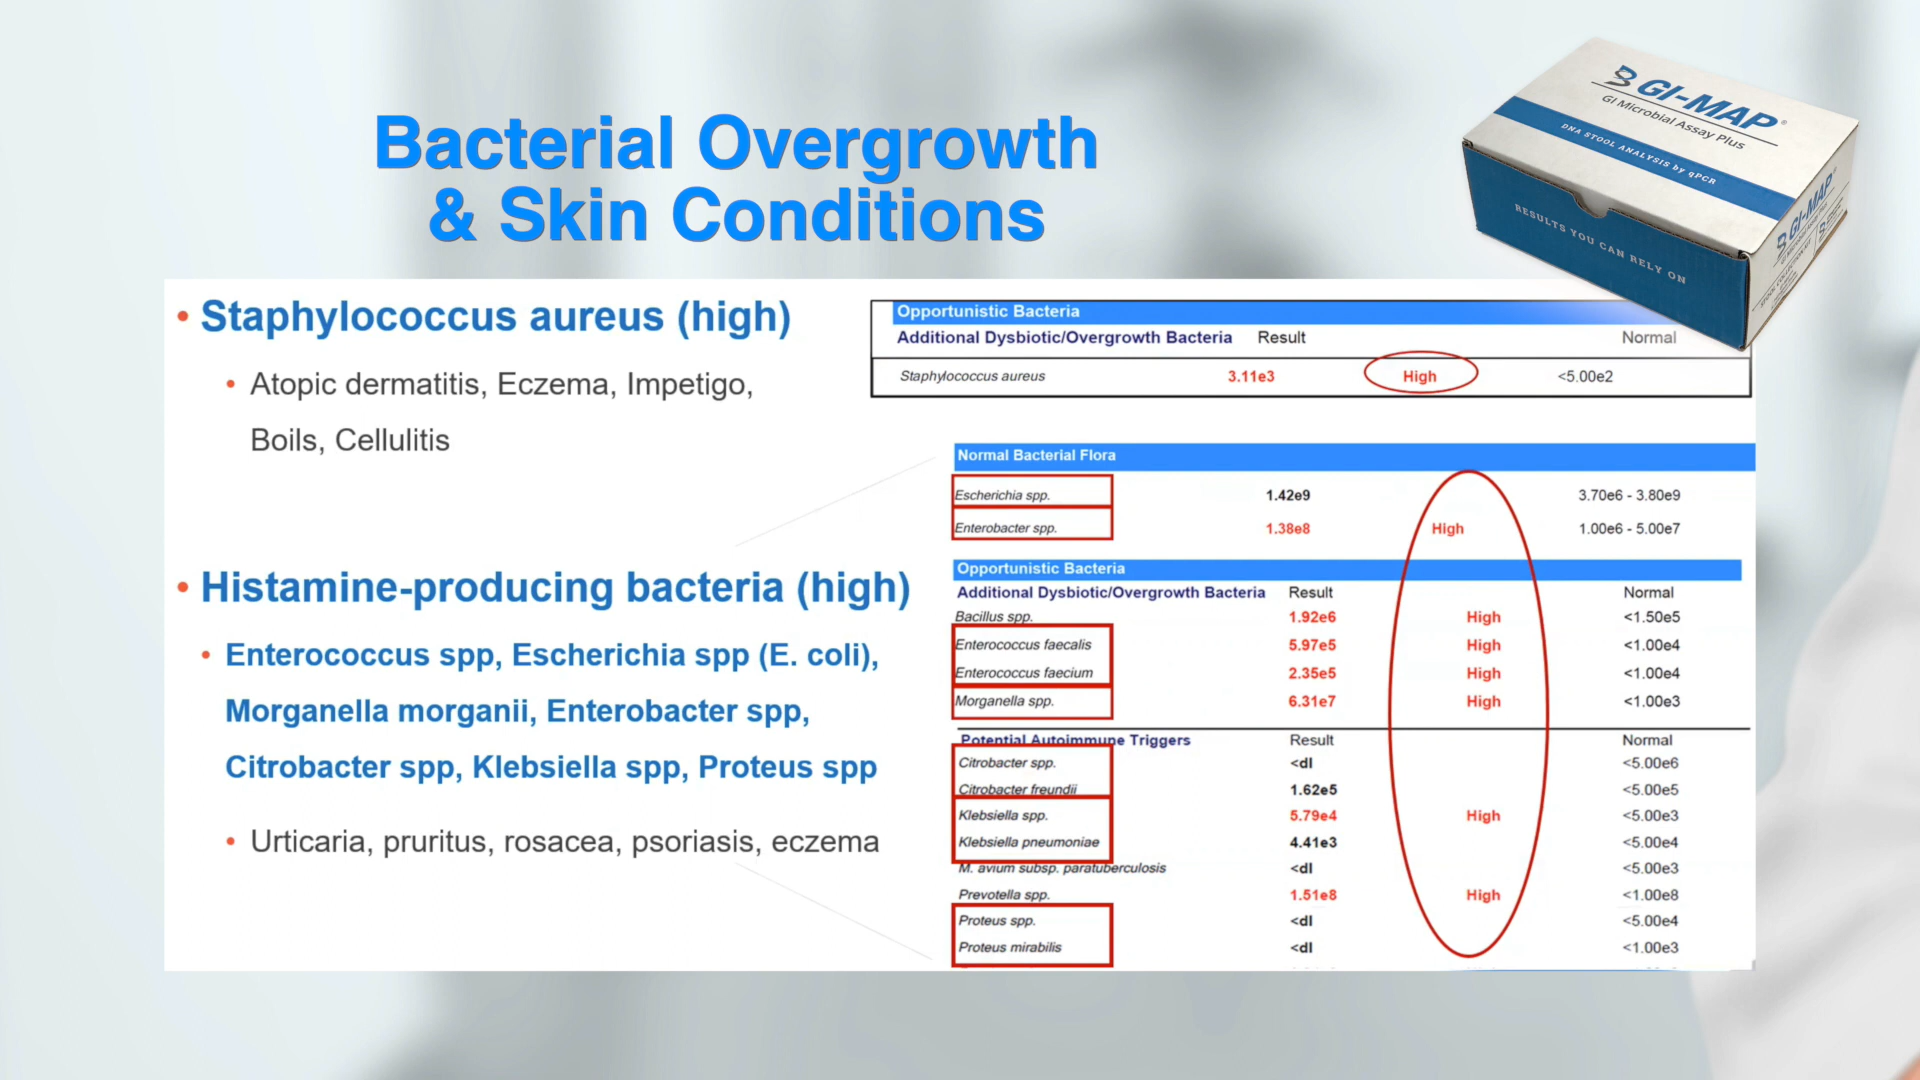 Bacterial Overgrowth
& Skin Conditions
GI-MAP®
GI Microbial Assay Plus
DNA STOOL ANALYSIS by qPCR
RESULTS YOU CAN RELY ON
GI-MAP
• Staphylococcus aureus (high)
• Atopic dermatitis, Eczema, Impetigo,
Boils, Cellulitis
• Histamine-producing bacteria (high)
• Enterococcus spp, Escherichia spp (E. coli),
Morganella morganii, Enterobacter spp,
Citrobacter spp, Klebsiella spp, Proteus spp
• Urticaria, pruritus, rosacea, psoriasis, eczema
Opportunistic Bacteria
Additional Dysbiotic/Overgrowth Bacteria Result Normal
Staphylococcus aureus 3.11e3 High <5.00e2
Normal Bacterial Flora
Escherichia spp. 1.42e9 3.70e6 - 3.80e9
Enterobacter spp. 1.38e8 High 1.00e6 - 5.00e7
Opportunistic Bacteria
Additional Dysbiotic/Overgrowth Bacteria Result Normal
Bacillus spp. 1.92e6 High <1.50e5
Enterococcus faecalis 5.97e5 High <1.00e4
Enterococcus faecium 2.35e5 High <1.00e4
Morganella spp. 6.31e7 High <1.00e3
Potential Autoimmune Triggers Result Normal
Citrobacter spp. <dl <5.00e6
Citrobacter freundii 1.62e5 <5.00e5
Klebsiella spp. 5.79e4 High <5.00e3
Klebsiella pneumoniae 4.41e3 <5.00e4
M. avium subsp. paratuberculosis <dl <5.00e3
Prevotella spp. 1.51e8 High <1.00e8
Proteus spp. <dl <5.00e4
Proteus mirabilis <dl <1.00e3